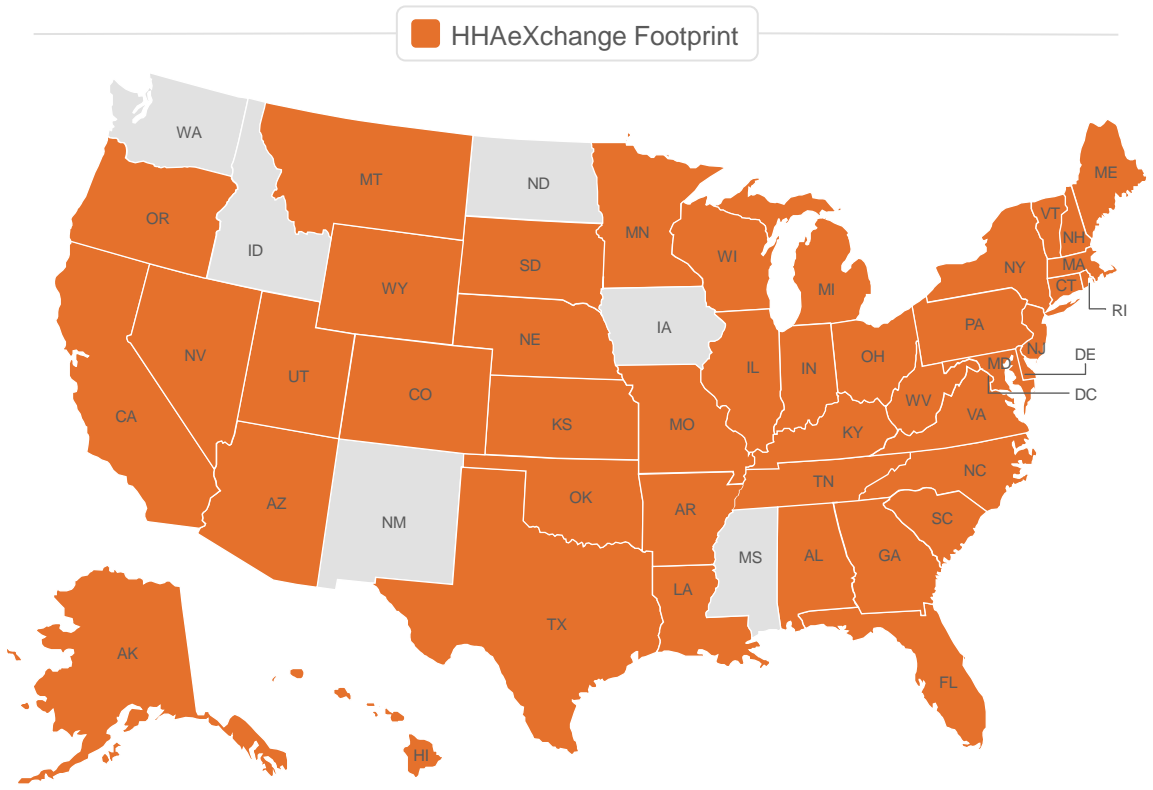 HHAeXchange Footprint
WA
ME
MT
ND
VT
OR
MN
NH
ID
WI
SD
NY
MA
MI
CT
WY
RI
PA
IA
NE
NJ
NV
OH
DE
MD
IL
IN
UT
CO
DC
WV
CA
VA
KS
MO
KY
NC
TN
OK
AZ
AR
SC
NM
MS
AL
GA
LA
TX
AK
FL
HI